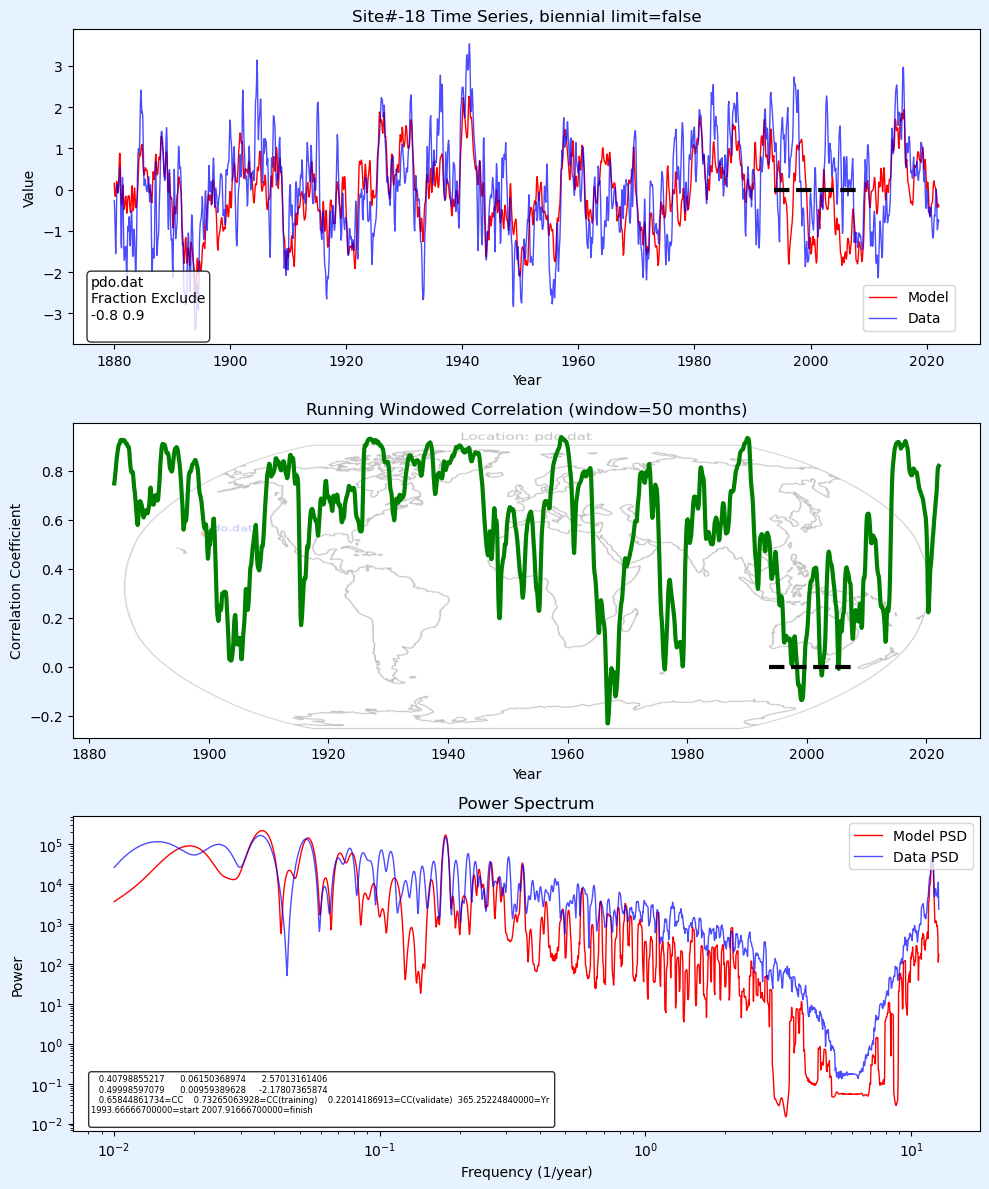 Site#-18 Time Series, biennial limit=false
Value
3
2
1
0
−1
−2
−3
pdo.dat
Fraction Exclude
-0.8 0.9
Model
Data
1880 1900 1920 1940 1960 1980 2000 2020
Year
Running Windowed Correlation (window=50 months)
Location: pdo.dat
pdo.dat
Correlation Coefficient
0.8
0.6
0.4
0.2
0.0
−0.2
1880 1900 1920 1940 1960 1980 2000 2020
Year
Power Spectrum
Model PSD
Data PSD
Power
10^5
10^4
10^3
10^2
10^1
10^0
10^−1
10^−2
0.40798855217 0.06150368974 2.57013161406
0.49998597079 0.00959389628 -2.17807365874
0.65844861734=CC 0.73265063928=CC(training) 0.22014186913=CC(validate) 365.25224840000=Yr
1993.66666700000=start 2007.91666700000=finish
10^−2 10^−1 10^0 10^1
Frequency (1/year)